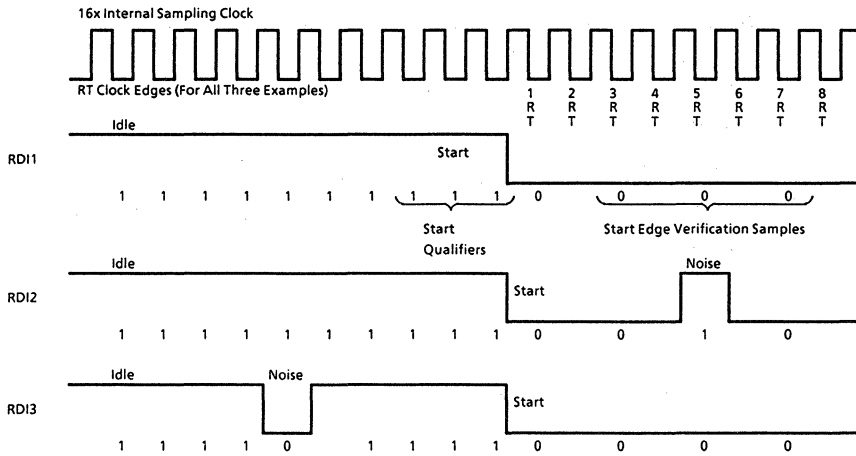 16x Internal Sampling Clock
RT Clock Edges (For All Three Examples)
1 2 3 4 5 6 7 8
R R R R R R R R
T T T T T T T T
Idle
RDI1
Start
1 1 1 1 1 1 1 1 1 1 0 0 0 0
Start
Qualifiers
Start Edge Verification Samples
Idle
Noise
RDI2
Start
1 1 1 1 1 1 1 1 1 1 0 0 1 0
Idle
Noise
RDI3
Start
1 1 1 1 0 1 1 1 1 0 0 0 0